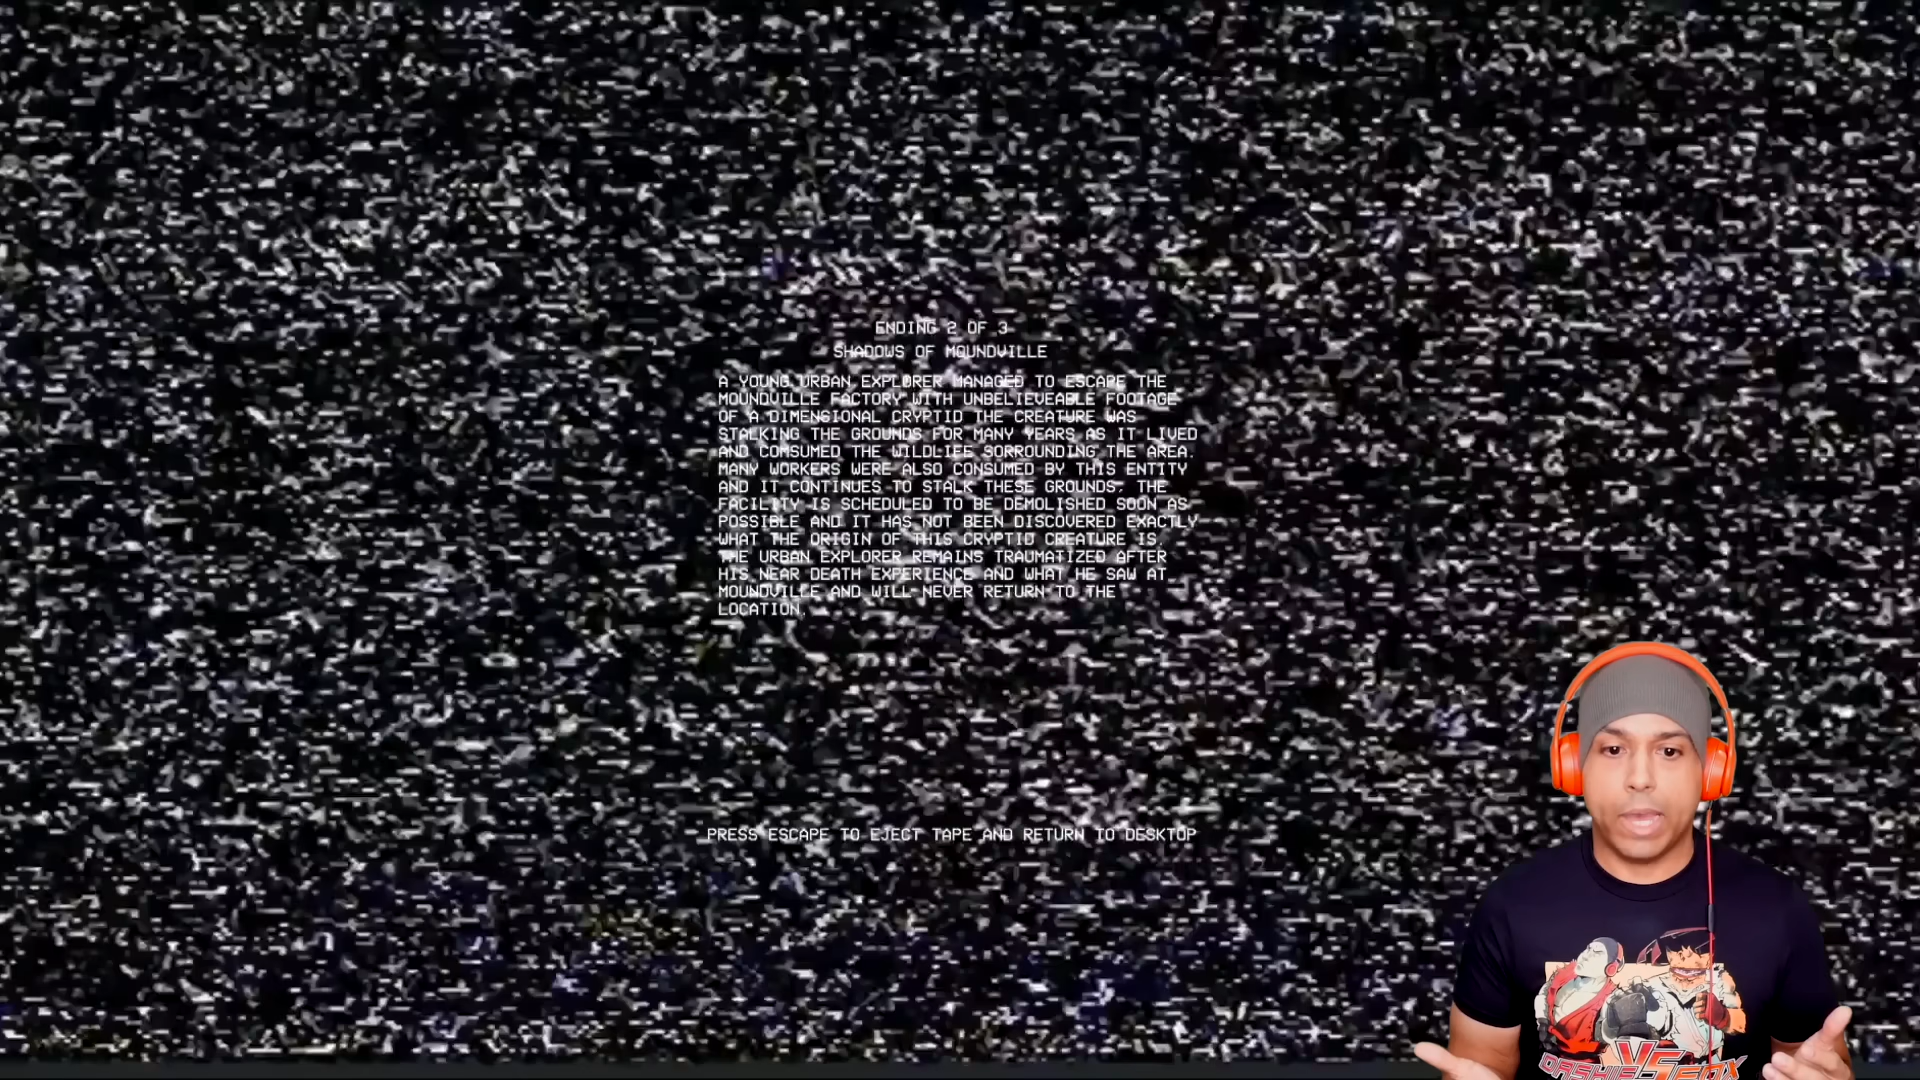 ENDING 2 OF 3
SHADOWS OF MOUNDVILLE
A YOUNG URBAN EXPLORER MANAGED TO ESCAPE THE
MOUNDVILLE FACTORY WITH UNBELIEVEABLE FOOTAGE
OF A DIMENSIONAL CRYPTID THE CREATURE WAS
STALKING THE GROUNDS FOR MANY YEARS AS IT LIVED
AND COMSUMED THE WILDLIFE SORROUNDING THE AREA.
MANY WORKERS WERE ALSO CONSUMED BY THIS ENTITY
AND IT CONTINUES TO STALK THESE GROUNDS. THE
FACILITY IS SCHEDULED TO BE DEMOLISHED SOON AS
POSSIBLE AND IT HAS NOT BEEN DISCOVERED EXACTLY
WHAT THE ORIGIN OF THIS CRYPTID CREATURE IS.
THE URBAN EXPLORER REMAINS TRAUMATIZED AFTER
HIS NEAR DEATH EXPERIENCE AND WHAT HE SAW AT
MOUNDVILLE AND WILL NEVER RETURN TO THE
LOCATION.
PRESS ESCAPE TO EJECT TAPE AND RETURN TO DESKTOP
DASHIE VS FOX